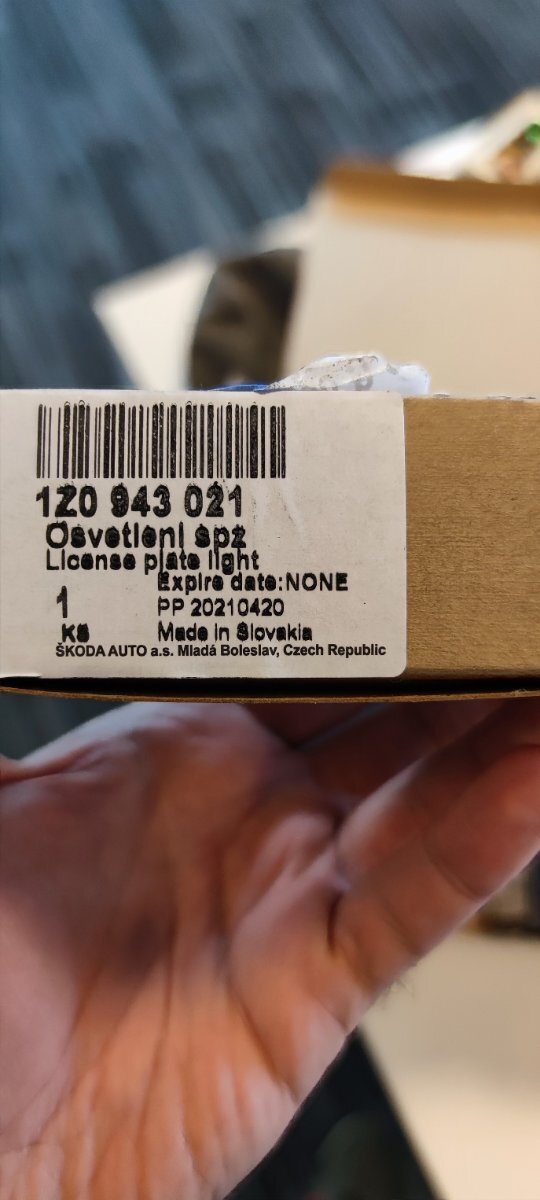 1Z0 943 021
Osvetleni spz
License plate light
Expire date:NONE
1
PP 20210420
KS
Made in Slovakia
ŠKODA AUTO a.s. Mladá Boleslav, Czech Republic